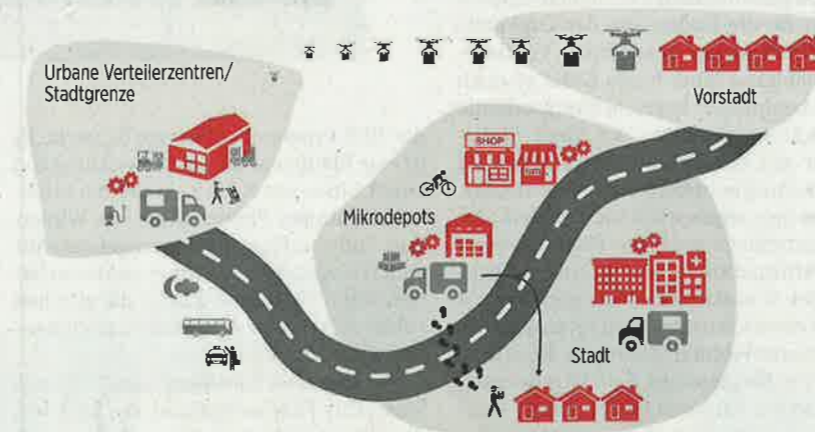 Urbane Verteilerzentren/
Stadtgrenze
Vorstadt
SHOP
Mikrodepots
Stadt